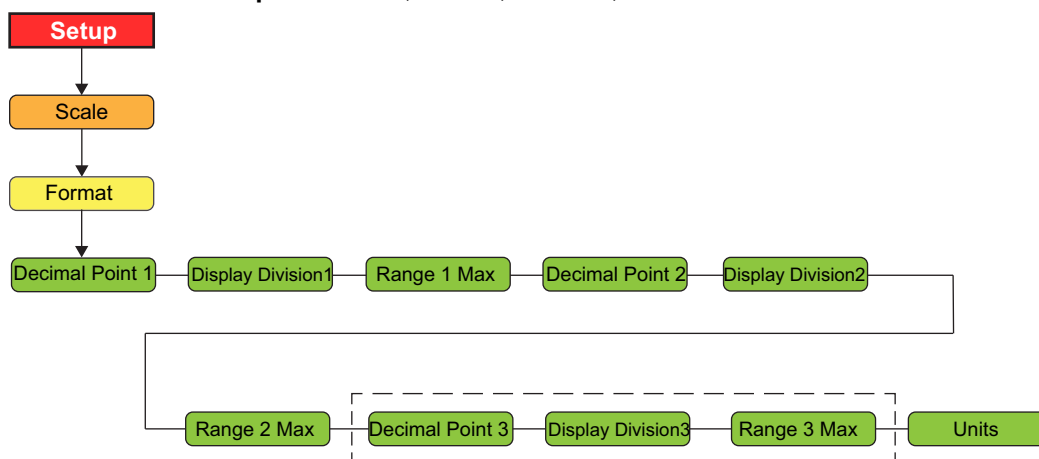 Setup
Scale
Format
Decimal Point 1
Display Division1
Range 1 Max
Decimal Point 2
Display Division2
Range 2 Max
Decimal Point 3
Display Division3
Range 3 Max
Units